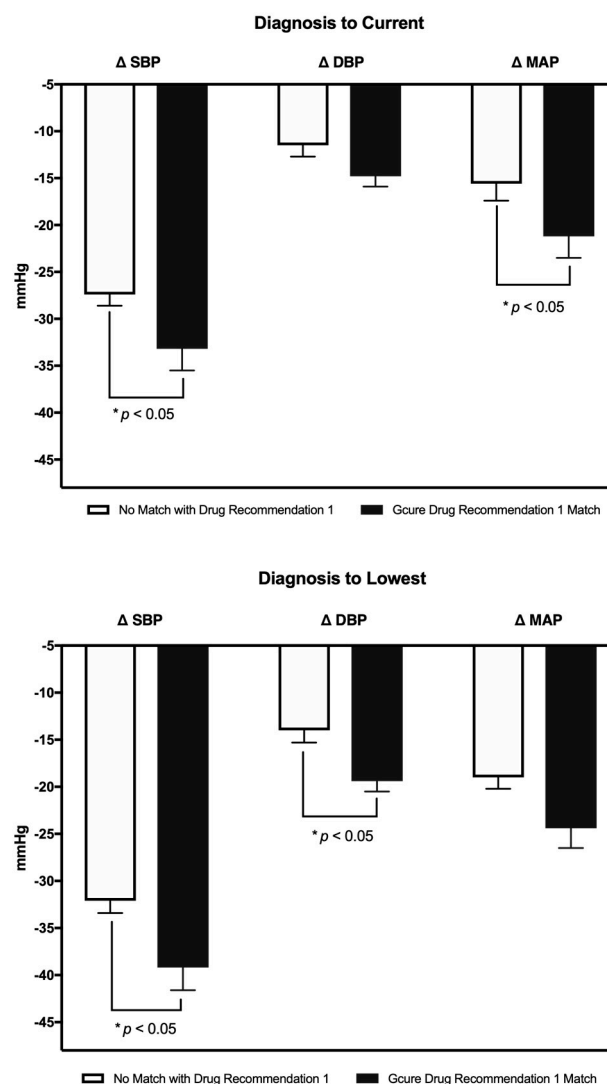 Diagnosis to Current
Δ SBP Δ DBP Δ MAP
-5
-10
-15
-20
-25
-30
-35
-40
-45
mmHg
* p < 0.05
* p < 0.05
No Match with Drug Recommendation 1 Gcure Drug Recommendation 1 Match
Diagnosis to Lowest
Δ SBP Δ DBP Δ MAP
-5
-10
-15
-20
-25
-30
-35
-40
-45
mmHg
* p < 0.05
* p < 0.05
No Match with Drug Recommendation 1 Gcure Drug Recommendation 1 Match